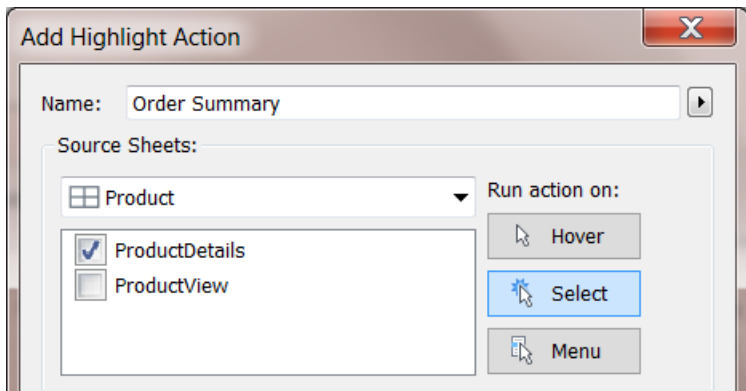 Add Highlight Action
Name: Order Summary
Source Sheets:
Product
Run action on:
ProductDetails
ProductView
Hover
Select
Menu